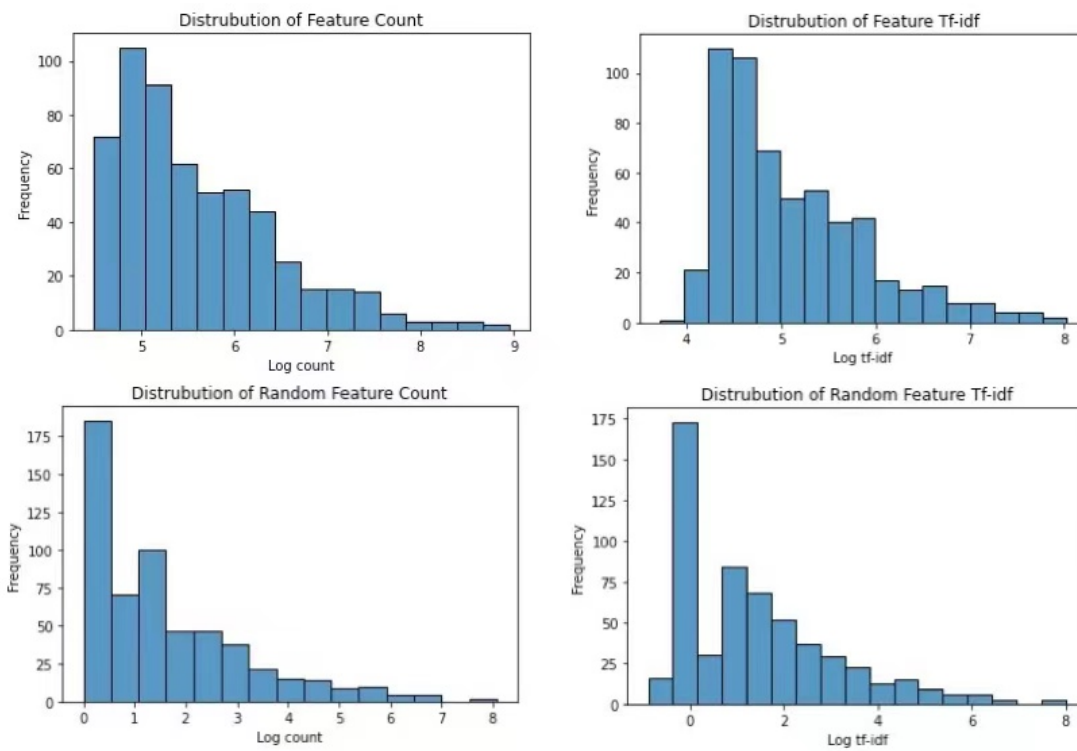 Distrubution of Feature Count
100
80
60
40
20
0
Frequency
5 6 7 8 9
Log count
Distrubution of Feature Tf-idf
100
80
60
40
20
0
Frequency
4 5 6 7 8
Log tf-idf
Distrubution of Random Feature Count
175
150
125
100
75
50
25
0
Frequency
0 1 2 3 4 5 6 7 8
Log count
Distrubution of Random Feature Tf-idf
175
150
125
100
75
50
25
0
Frequency
0 2 4 6 8
Log tf-idf